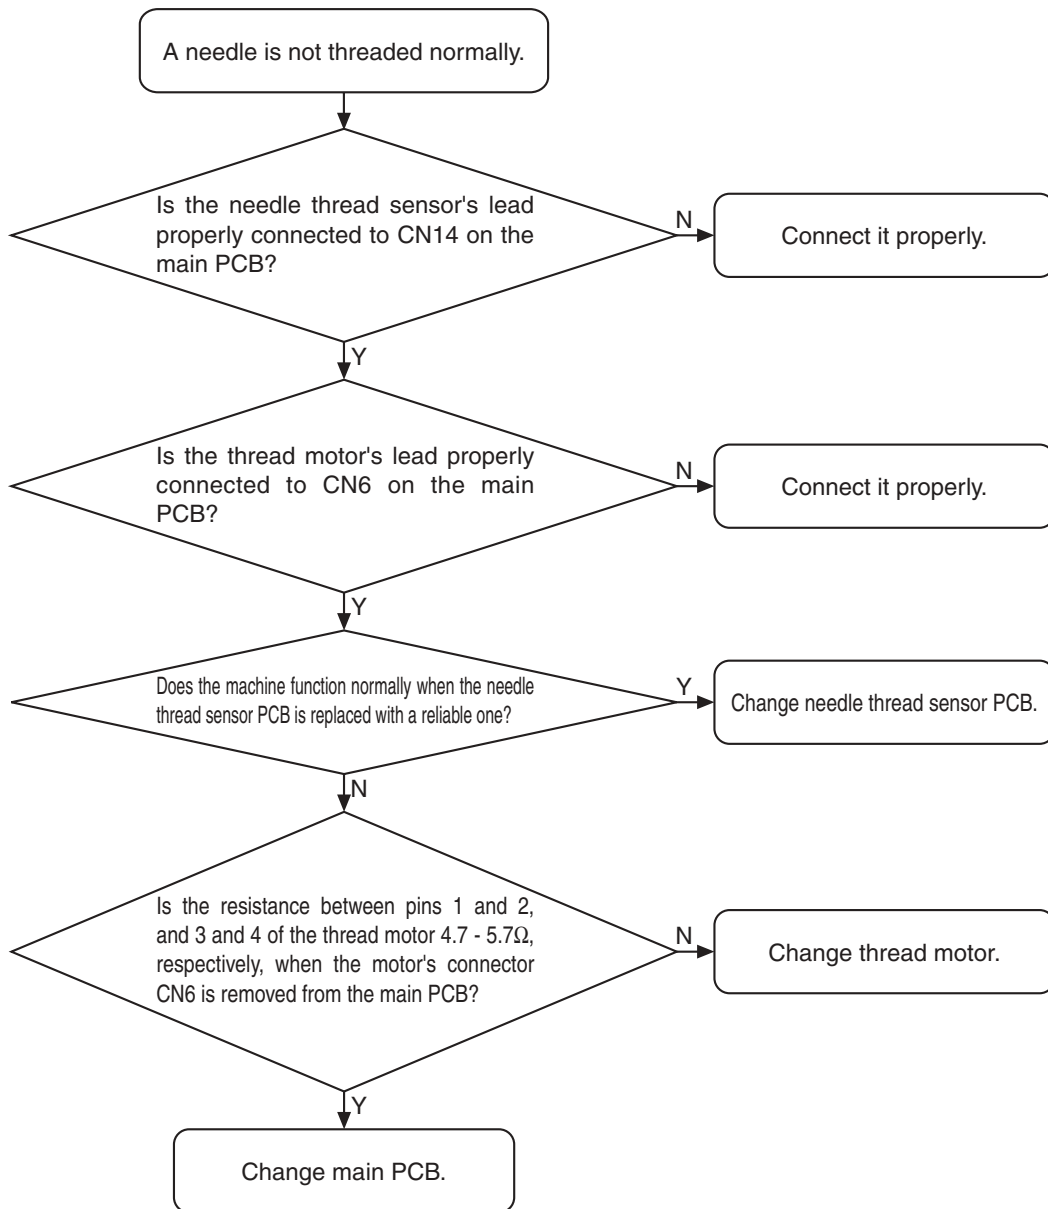 A needle is not threaded normally.
Is the needle thread sensor's lead
properly connected to CN14 on the
main PCB?
N
Connect it properly.
Y
Is the thread motor's lead properly
connected to CN6 on the main
PCB?
N
Connect it properly.
Y
Does the machine function normally when the needle
thread sensor PCB is replaced with a reliable one?
Y
Change needle thread sensor PCB.
N
Is the resistance between pins 1 and 2,
and 3 and 4 of the thread motor 4.7 - 5.7Ω,
respectively, when the motor's connector
CN6 is removed from the main PCB?
N
Change thread motor.
Y
Change main PCB.